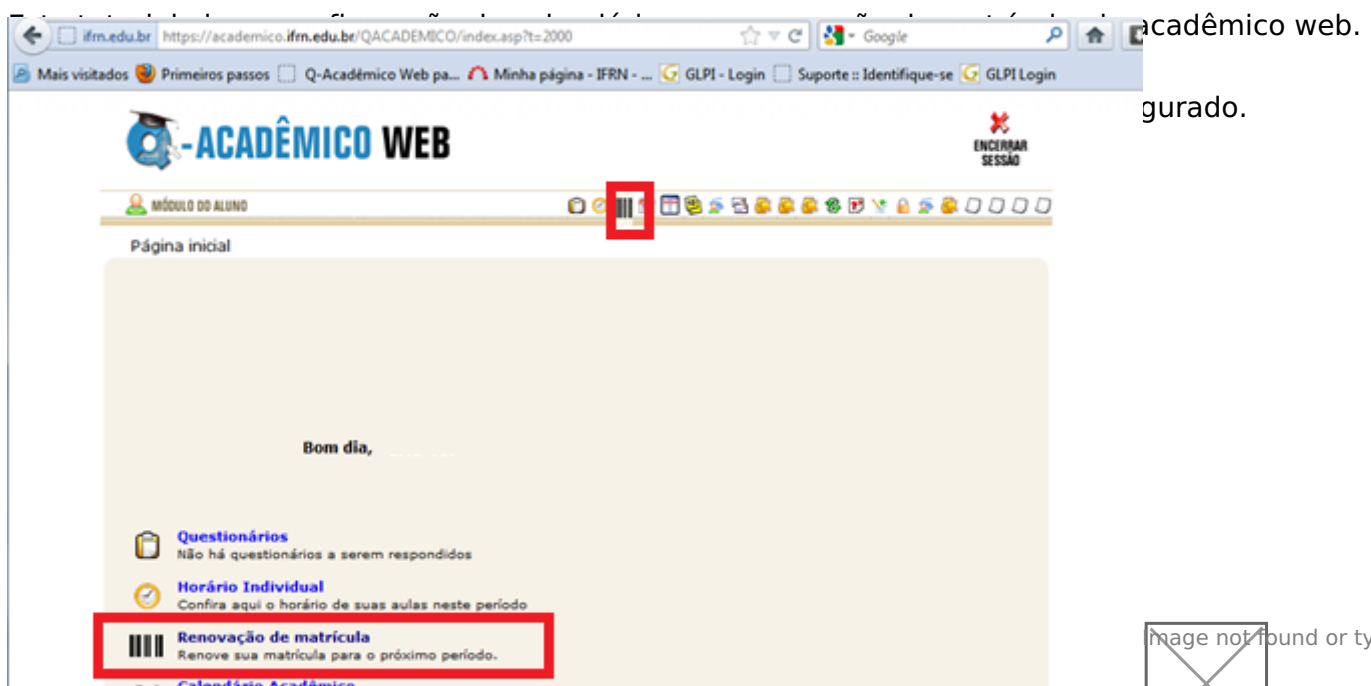 acadêmico web.
ifrn.edu.br https://academico.ifrn.edu.br/QACADEMICO/index.asp?t=2000 Google
Mais visitados Primeiros passos Q-Acadêmico Web pa... Minha página - IFRN - ... GLPI - Login Suporte :: Identifique-se GLPI Login
gurado.
Q-ACADÊMICO WEB
ENCERRAR
SESSÃO
MÓDULO DO ALUNO
Página inicial
Bom dia,
Questionários
Não há questionários a serem respondidos
Horário Individual
Confira aqui o horário de suas aulas neste período
Renovação de matrícula
Renove sua matrícula para o próximo período.
Image not found or ty
Calendário Acadêmico